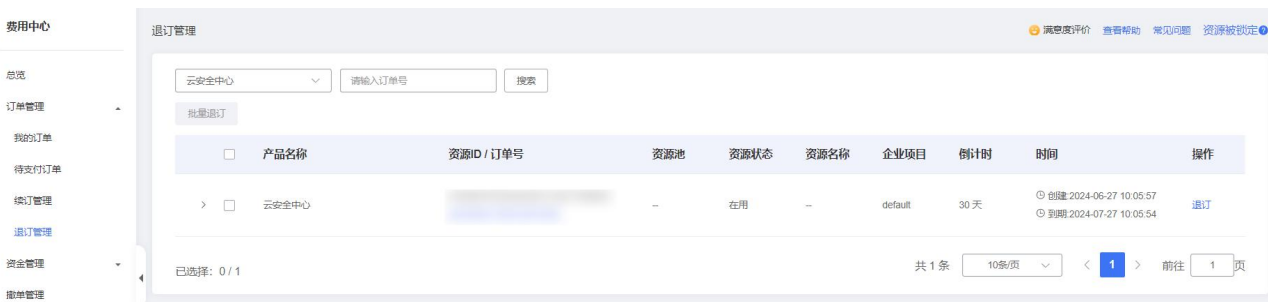 费用中心
退订管理
满意度评价 查看帮助 常见问题 资源被锁定
总览
云安全中心 请输入订单号 搜索
订单管理
批量退订
我的订单
产品名称 资源ID / 订单号 资源池 资源状态 资源名称 企业项目 倒计时 时间 操作
待支付订单
续订管理
云安全中心 -- 在用 -- default 30 天 创建:2024-06-27 10:05:57 退订
到期:2024-07-27 10:05:54
退订管理
资金管理
已选择：0 / 1 共 1 条 10条/页 1 前往 1 页
撤单管理